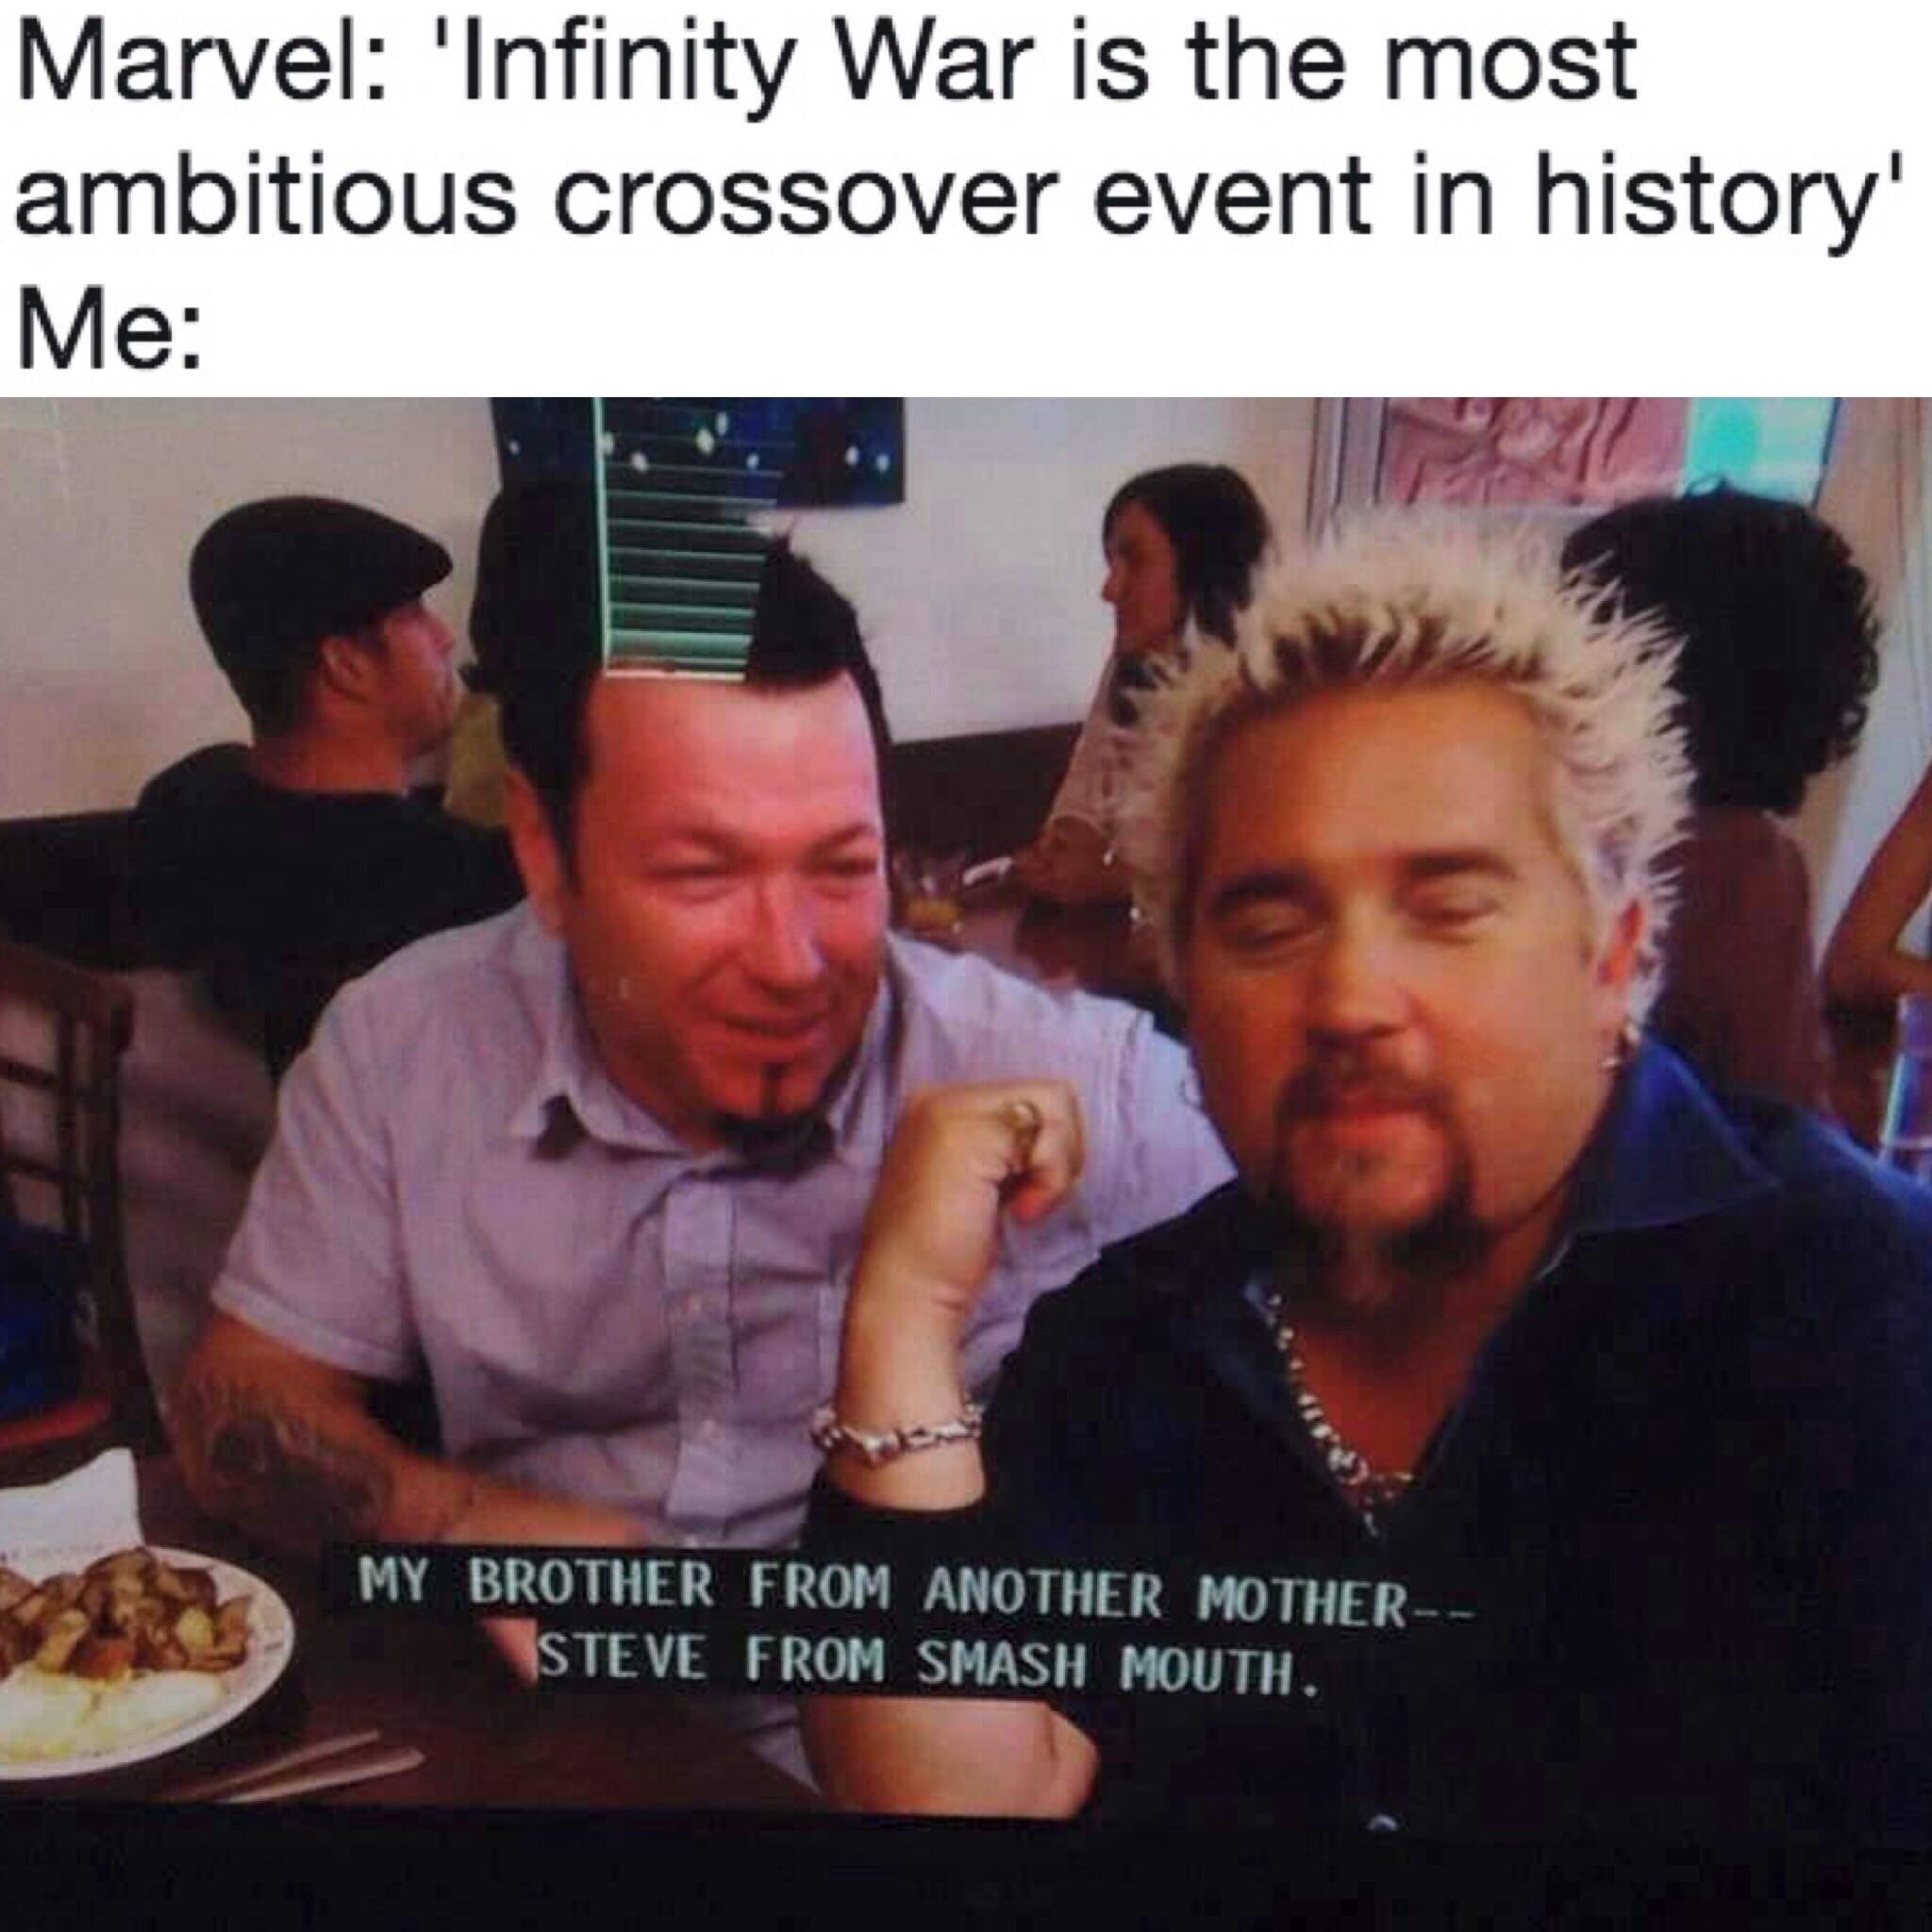 Marvel: 'Infinity War is the most
ambitious crossover event in history'
Me:
MY BROTHER FROM ANOTHER MOTHER--
STEVE FROM SMASH MOUTH.